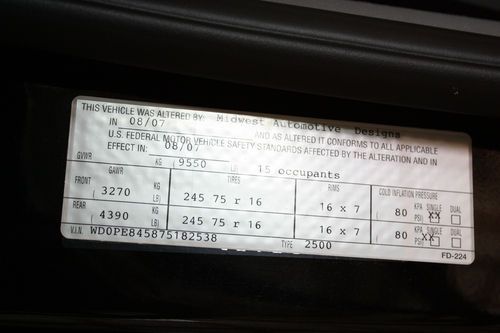 THIS VEHICLE WAS ALTERED BY: Midwest Automotive Designs
IN 08/07 AND AS ALTERED IT CONFORMS TO ALL APPLICABLE
U.S. FEDERAL MOTOR VEHICLE SAFETY STANDARDS AFFECTED BY THE ALTERATION AND IN
EFFECT IN: 08/07
GVWR KG (9550 LB) 15 occupants
GAWR TIRES RIMS COLD INFLATION PRESSURE
FRONT KG KPA SINGLE DUAL
(3270 LB) 245 75 r 16 16 x 7 (80 PSI) XX
REAR KG KPA SINGLE DUAL
(4390 LB) 245 75 r 16 16 x 7 (80 PSI) XX
V.I.N. WD0PE845875182538 TYPE 2500
FD-224